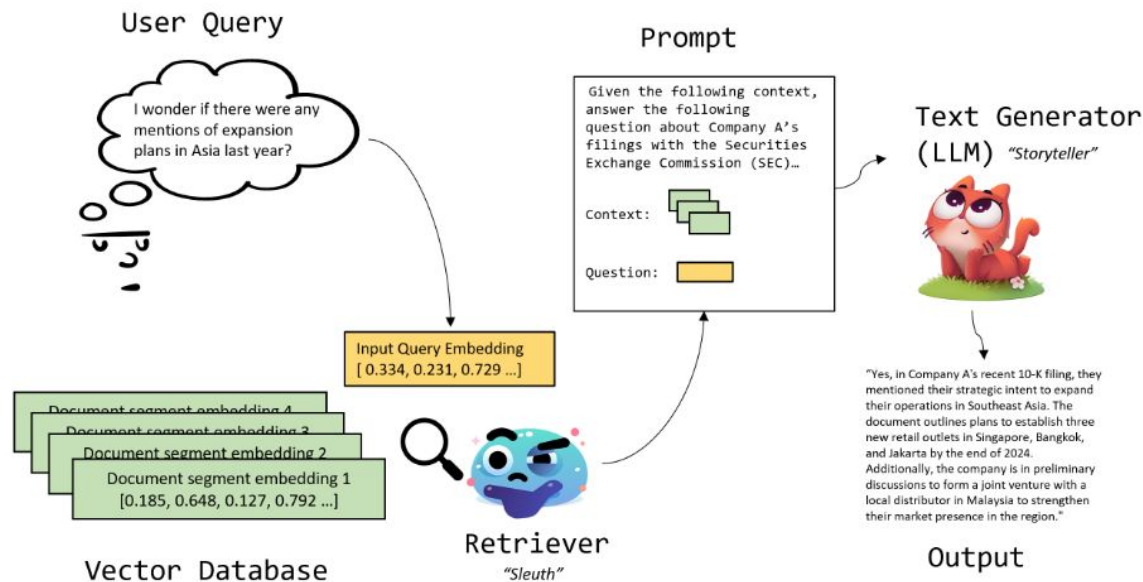 User Query
I wonder if there were any
mentions of expansion
plans in Asia last year?
Prompt
Given the following context,
answer the following
question about Company A's
filings with the Securities
Exchange Commission (SEC)…
Context:
Question:
Text Generator
(LLM) "Storyteller"
Input Query Embedding
[ 0.334, 0.231, 0.729 ...]
Document segment embedding 4
Document segment embedding 3
Document segment embedding 2
Document segment embedding 1
[0.185, 0.648, 0.127, 0.792 ...]
Vector Database
Retriever
"Sleuth"
"Yes, in Company A's recent 10-K filing, they
mentioned their strategic intent to expand
their operations in Southeast Asia. The
document outlines plans to establish three
new retail outlets in Singapore, Bangkok,
and Jakarta by the end of 2024.
Additionally, the company is in preliminary
discussions to form a joint venture with a
local distributor in Malaysia to strengthen
their market presence in the region."
Output